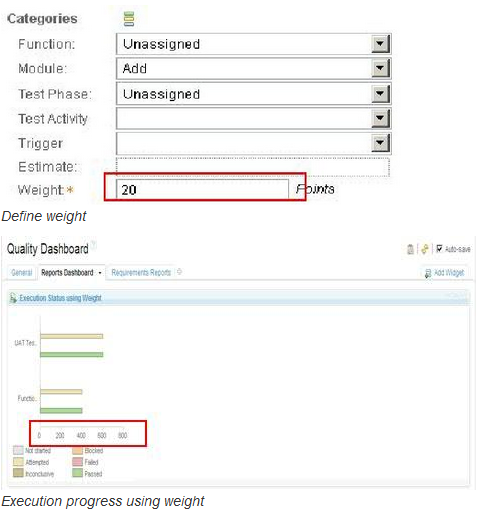 Categories
Function: Unassigned
Module: Add
Test Phase: Unassigned
Test Activity
Trigger
Estimate:
Weight:* 20 Points
Define weight
Quality Dashboard
Auto-save
General Reports Dashboard Requirements Reports Add Widget
Execution Status using Weight
UAT Tes..
Functio..
0 200 400 600 800
Not started Blocked
Attempted Failed
Inconclusive Passed
Execution progress using weight